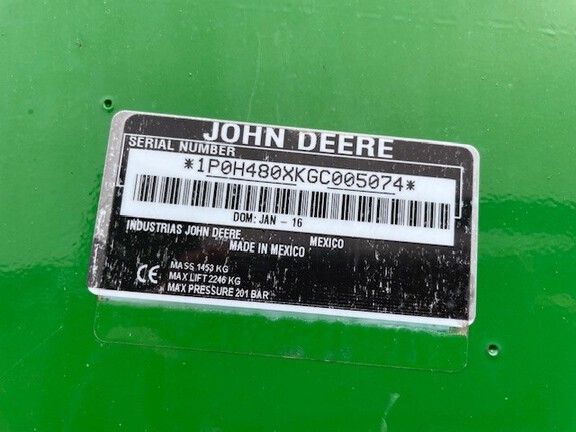 JOHN DEERE
SERIAL NUMBER
*1P0H480XKGC005074*
DOM: JAN - 16
INDUSTRIAS JOHN DEERE, MEXICO
MADE IN MEXICO
CE
MASS 1453 KG
MAX LIFT 2246 KG
MAX PRESSURE 201 BAR